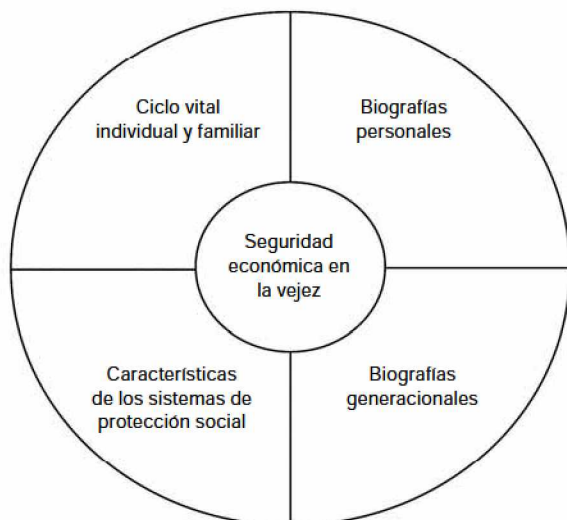 Ciclo vital
individual y familiar
Biografías
personales
Seguridad
económica en
la vejez
Características
de los sistemas de
protección social
Biografías
generacionales